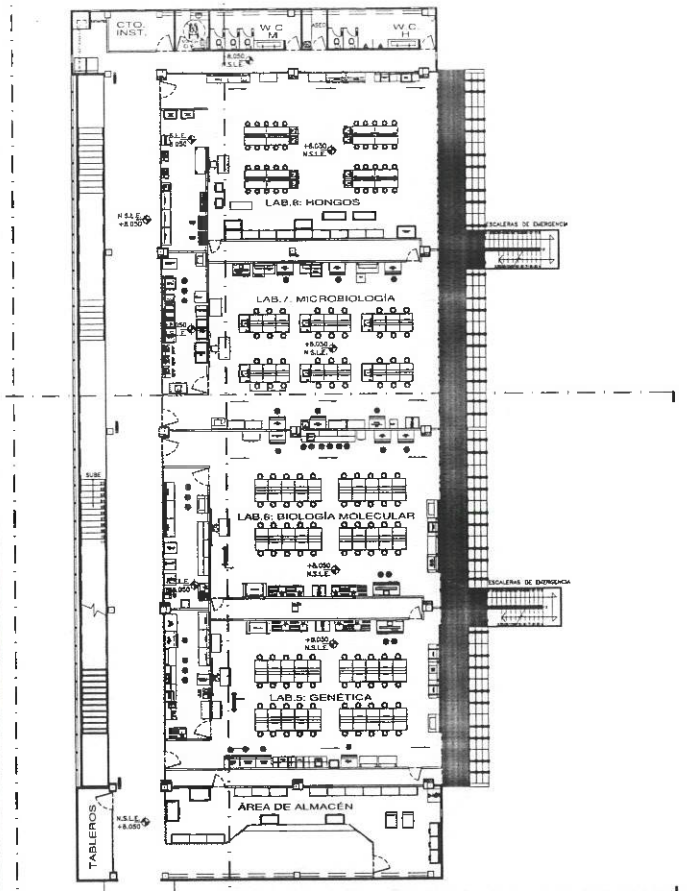 CTO.
INST.
W C
M
ASEO
W.C.
H
+8.050
N.S.L.E.
+8.050
N.S.L.E.
8.050
N.S.L.E.
+8.050
LAB.8: HONGOS
ESCALERAS DE EMERGENCIA
LAB.7. MICROBIOLOGÍA
+8.050
N.S.L.E.
SUBE
LAB.6: BIOLOGÍA MOLECULAR
+8.050
N.S.L.E.
ESCALERAS DE EMERGENCIA
+8.050
N.S.L.E.
LAB.5: GENÉTICA
ÁREA DE ALMACÉN
TABLEROS
N.S.L.E.
+8.050